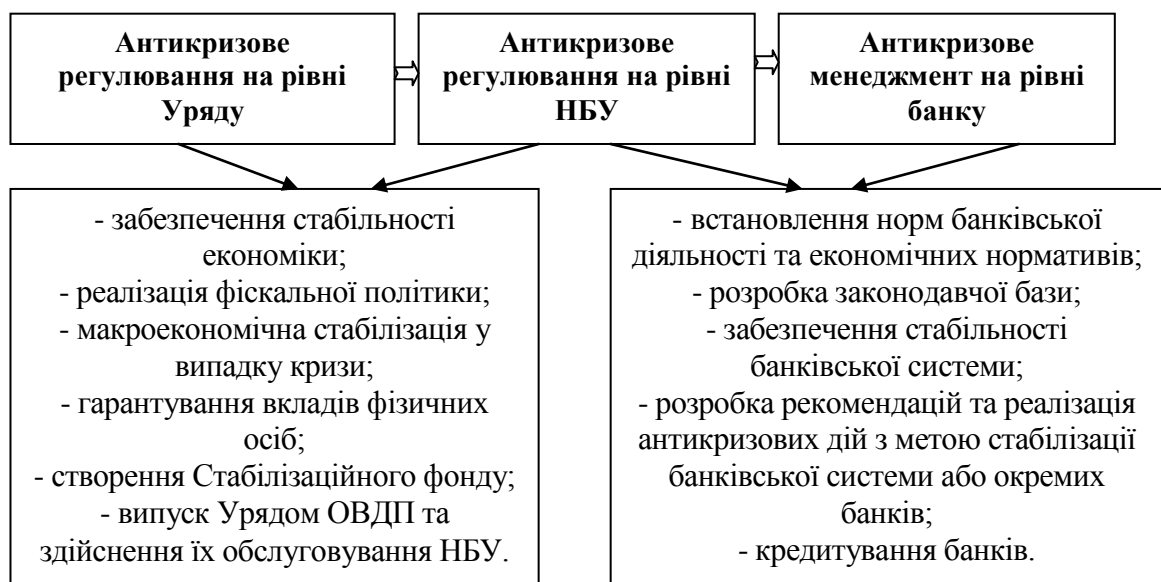 Антикризове
регулювання на рівні
Уряду
Антикризове
регулювання на рівні
НБУ
Антикризове
менеджмент на рівні
банку
- забезпечення стабільності
економіки;
- реалізація фіскальної політики;
- макроекономічна стабілізація у
випадку кризи;
- гарантування вкладів фізичних
осіб;
- створення Стабілізаційного фонду;
- випуск Урядом ОВДП та
здійснення їх обслуговування НБУ.
- встановлення норм банківської
діяльності та економічних нормативів;
- розробка законодавчої бази;
- забезпечення стабільності
банківської системи;
- розробка рекомендацій та реалізація
антикризових дій з метою стабілізації
банківської системи або окремих
банків;
- кредитування банків.